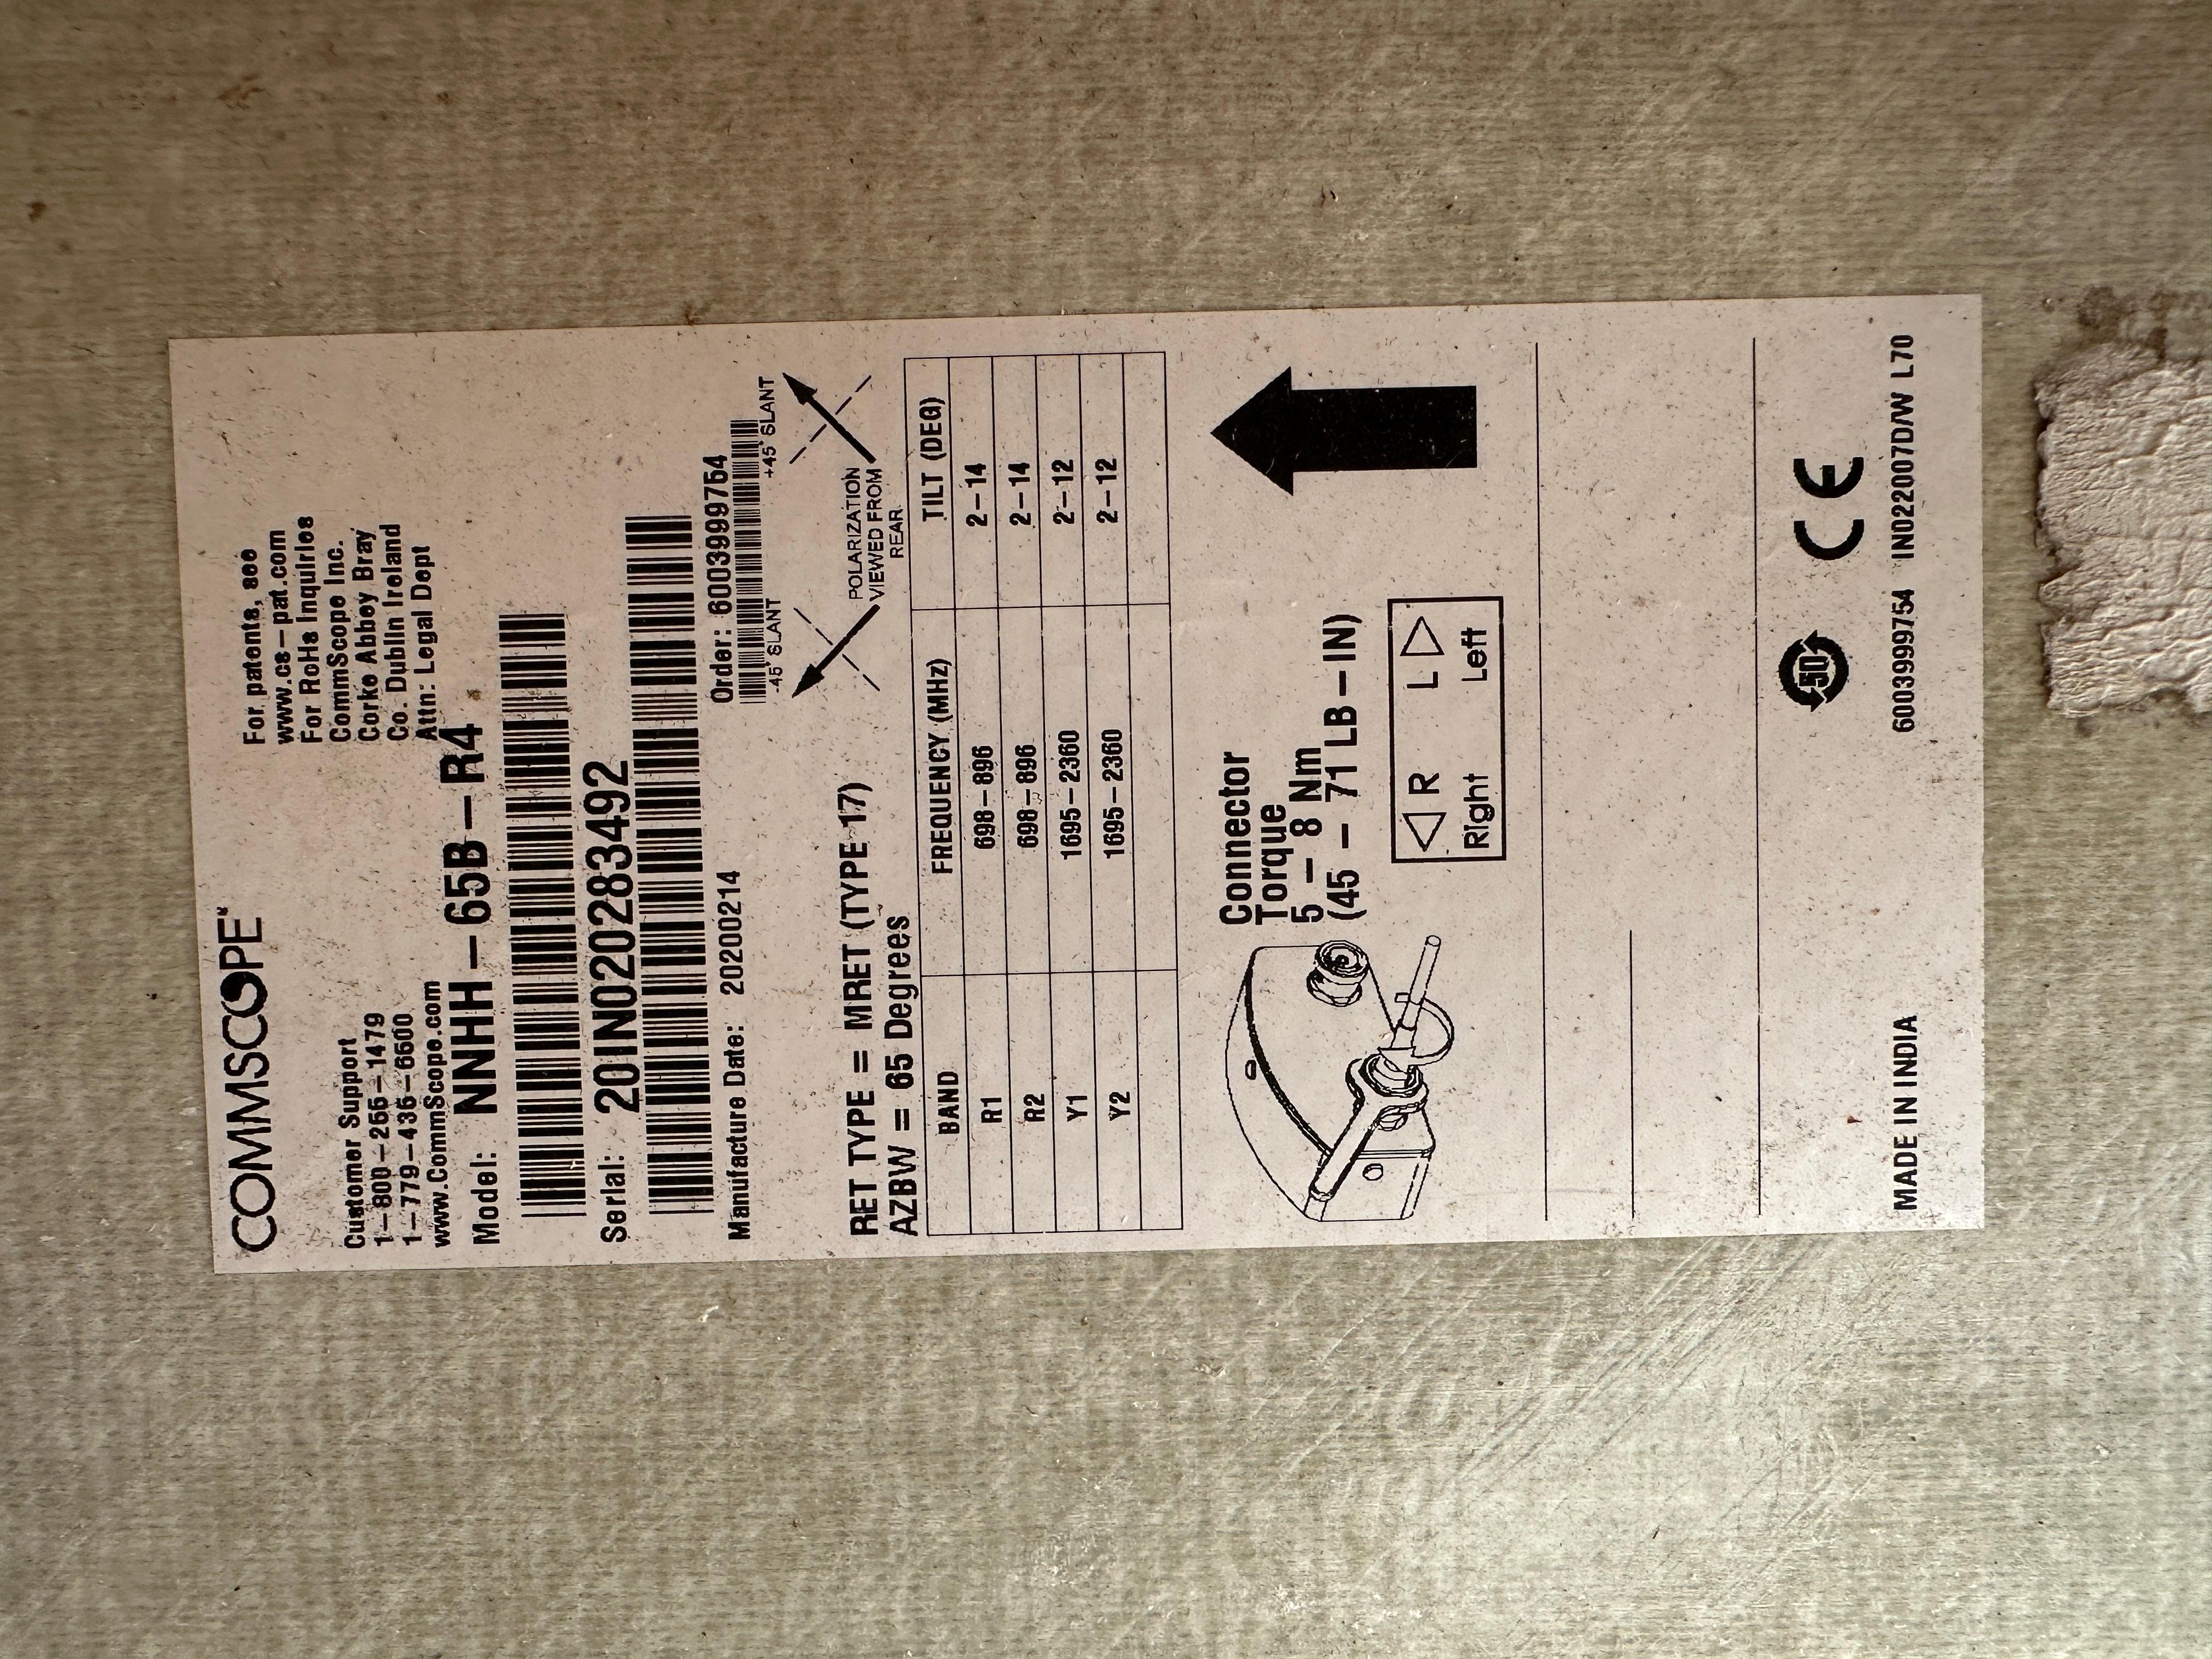 COMMSCOPE
For patents, see
www.cs-pat.com
For RoHs Inquiries
CommScope Inc.
Corke Abbey Bray
Co. Dublin Ireland
Attn: Legal Dept
Customer Support
1-800-255-1479
1-779-435-6500
www.CommScope.com
Model: NNHH-65B-R4
Serial: 20IN020283492
Manufacture Date: 20200214
Order: 6003999754
-45° SLANT +45° SLANT
POLARIZATION
VIEWED FROM
REAR
RET TYPE = MRET (TYPE 17)
AZBW = 65 Degrees
BAND FREQUENCY (MHz) TILT (DEG)
R1 698-896 2-14
R2 698-896 2-14
Y1 1695-2360 2-12
Y2 1695-2360 2-12
Connector
Torque
5 - 8 Nm
(45 - 71 LB-IN)
R L
Right Left
50 CE
MADE IN INDIA 6003999754 IN022007D/W L70